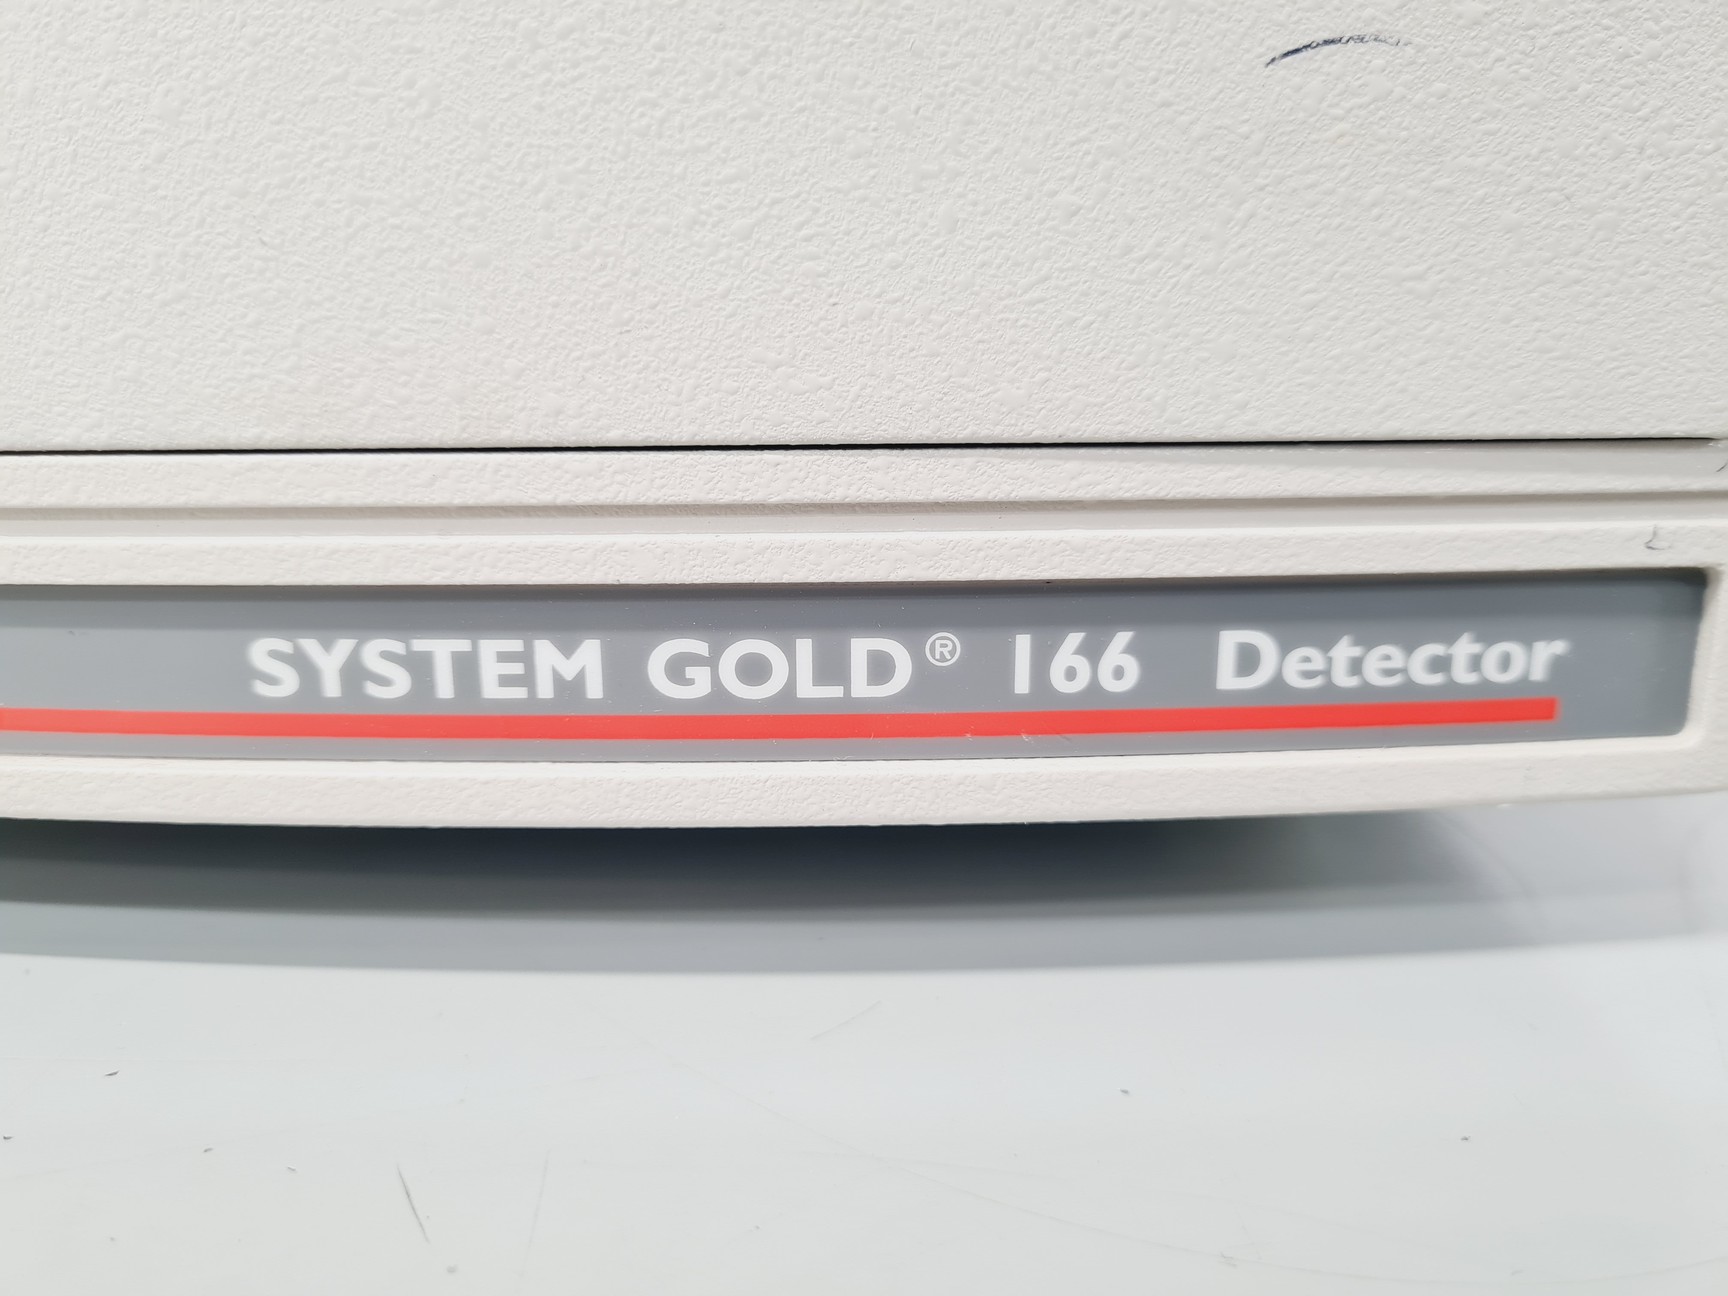 SYSTEM GOLD® 166 Detector